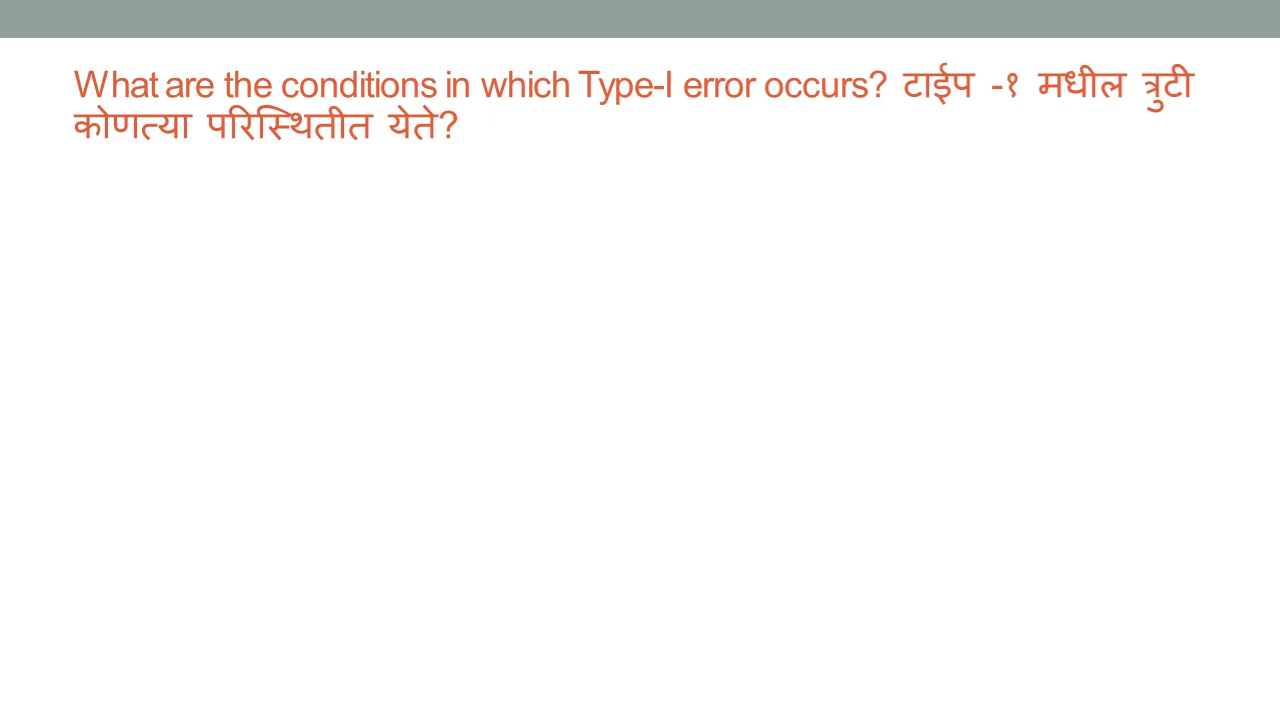 What are the conditions in which Type-I error occurs? टाईप -१ मधील त्रुटी
कोणत्या परिस्थितीत येते?